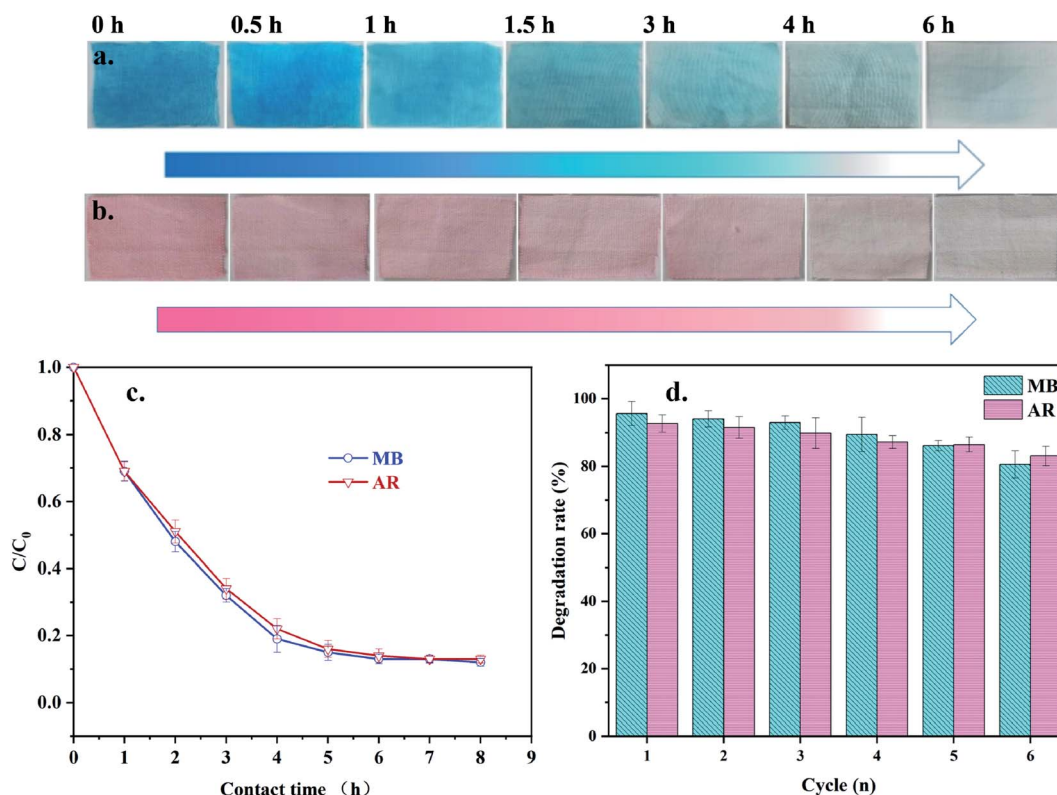 0 h 0.5 h 1 h 1.5 h 3 h 4 h 6 h
a.
b.
c.
MB
AR
1.0
0.8
0.6
0.4
0.2
0.0
C/C0
0 1 2 3 4 5 6 7 8 9
Contact time （h）
d.
MB
AR
100
80
60
40
20
0
Degradation rate (%)
1 2 3 4 5 6
Cycle (n)